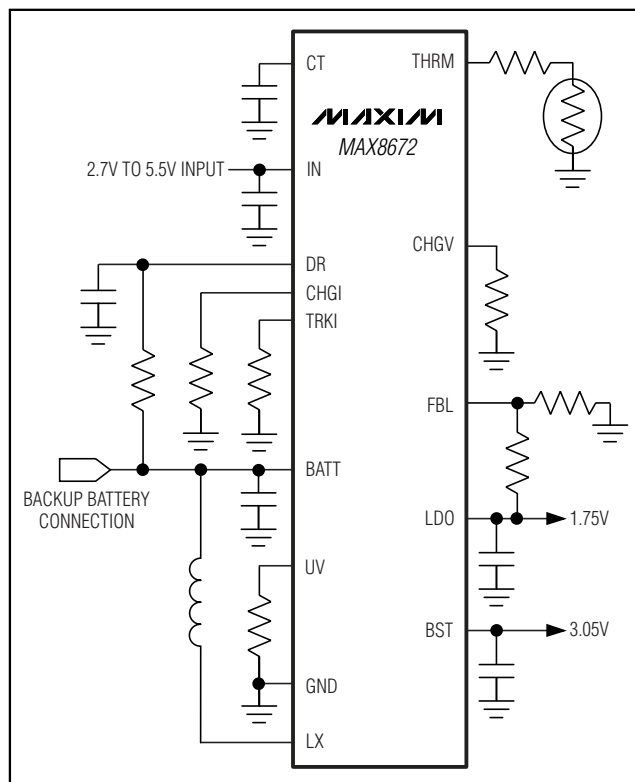 CT
THRM
MAXIM
MAX8672
2.7V TO 5.5V INPUT
IN
CHGV
DR
CHGI
TRKI
FBL
BATT
BACKUP BATTERY
CONNECTION
LDO
1.75V
UV
BST
3.05V
GND
LX